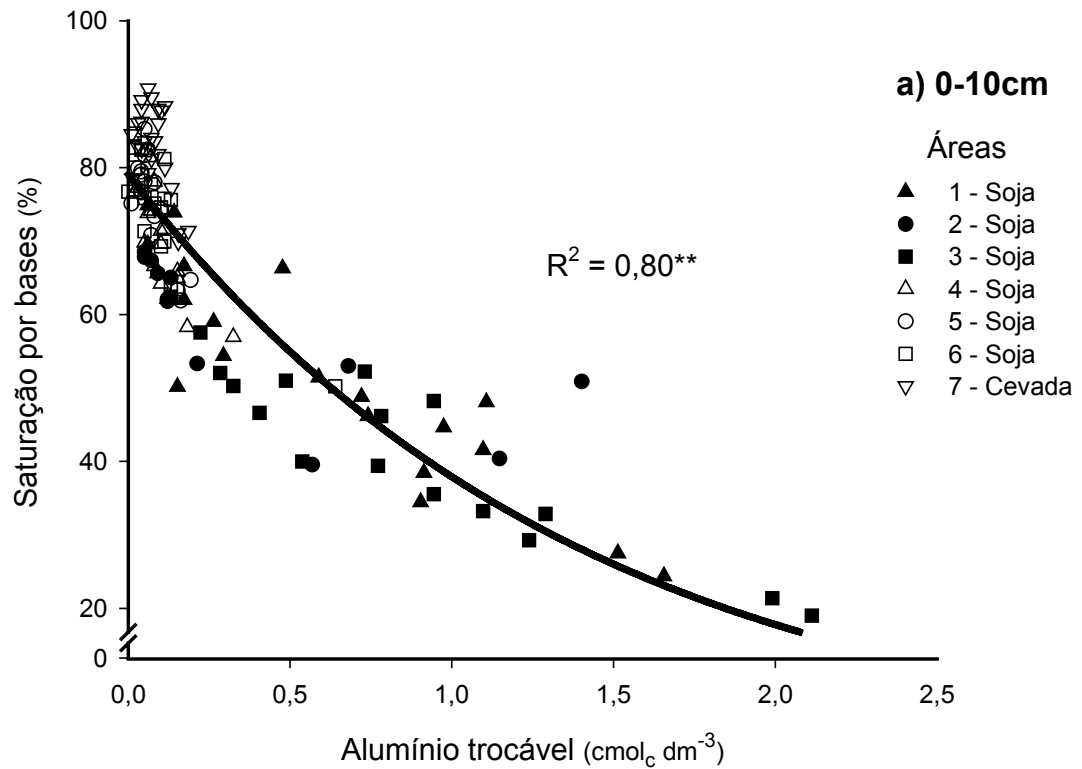 100
80
60
40
20
0
0,0
0,5
1,0
1,5
2,0
2,5
Saturação por bases (%)
Alumínio trocável (cmol_c dm^-3)
R^2 = 0,80**
a) 0-10cm
Áreas
1 - Soja
2 - Soja
3 - Soja
4 - Soja
5 - Soja
6 - Soja
7 - Cevada